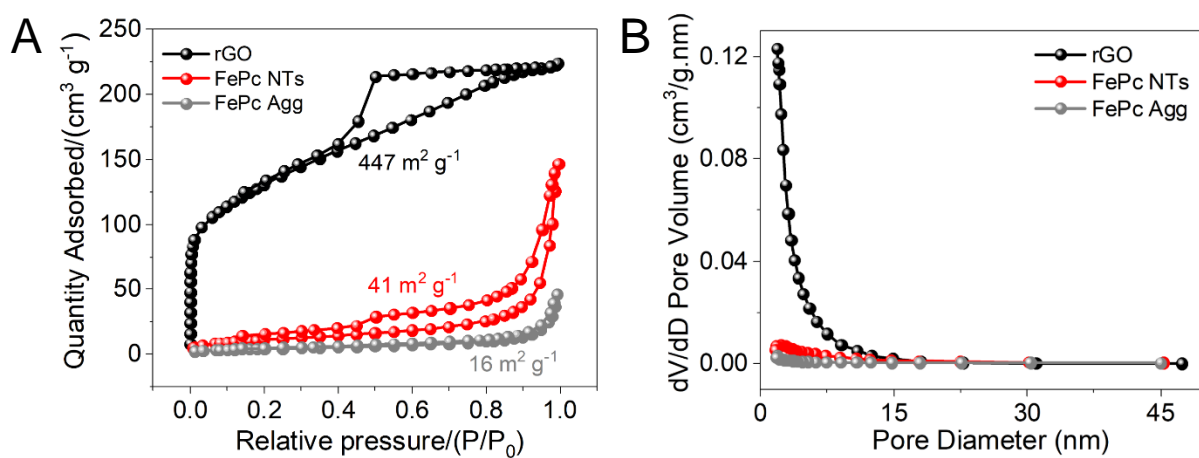 A
Quantity Adsorbed/(cm³ g⁻¹)
250
200
150
100
50
0
rGO
FePc NTs
FePc Agg
447 m² g⁻¹
41 m² g⁻¹
16 m² g⁻¹
0.0 0.2 0.4 0.6 0.8 1.0
Relative pressure/(P/P₀)
B
dV/dD Pore Volume (cm³/g.nm)
0.12
0.08
0.04
0.00
rGO
FePc NTs
FePc Agg
0 15 30 45
Pore Diameter (nm)